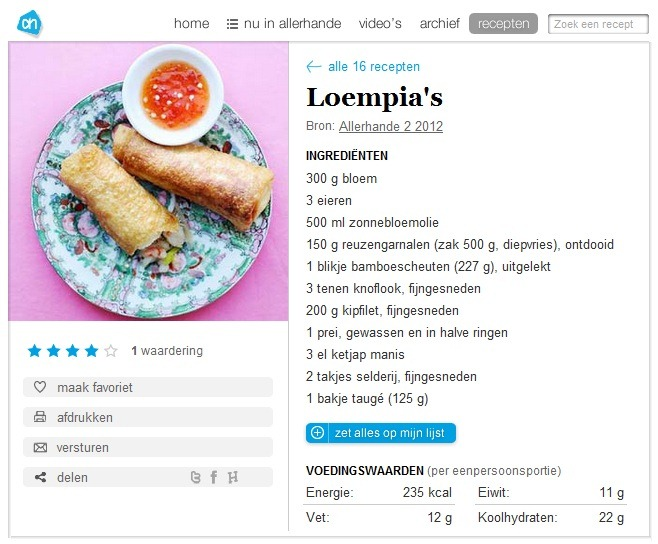 ah
home nu in allerhande video's archief recepten Zoek een recept
alle 16 recepten
Loempia's
Bron: Allerhande 2 2012
INGREDIËNTEN
300 g bloem
3 eieren
500 ml zonnebloemolie
150 g reuzengarnalen (zak 500 g, diepvries), ontdooid
1 blikje bamboescheuten (227 g), uitgelekt
3 tenen knoflook, fijngesneden
200 g kipfilet, fijngesneden
1 prei, gewassen en in halve ringen
3 el ketjap manis
2 takjes selderij, fijngesneden
1 bakje taugé (125 g)
zet alles op mijn lijst
VOEDINGSWAARDEN (per eenpersoonsportie)
Energie: 235 kcal Eiwit: 11 g
Vet: 12 g Koolhydraten: 22 g
1 waardering
maak favoriet
afdrukken
versturen
delen